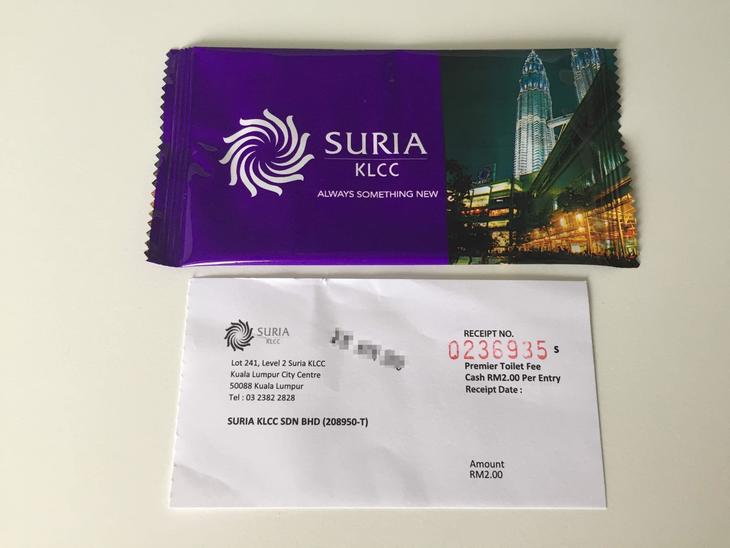 SURIA
KLCC
ALWAYS SOMETHING NEW
SURIA
KLCC
Lot 241, Level 2 Suria KLCC
Kuala Lumpur City Centre
50088 Kuala Lumpur
Tel : 03 2382 2828
SURIA KLCC SDN BHD (208950-T)
RECEIPT NO.
0236935 S
Premier Toilet Fee
Cash RM2.00 Per Entry
Receipt Date :
Amount
RM2.00